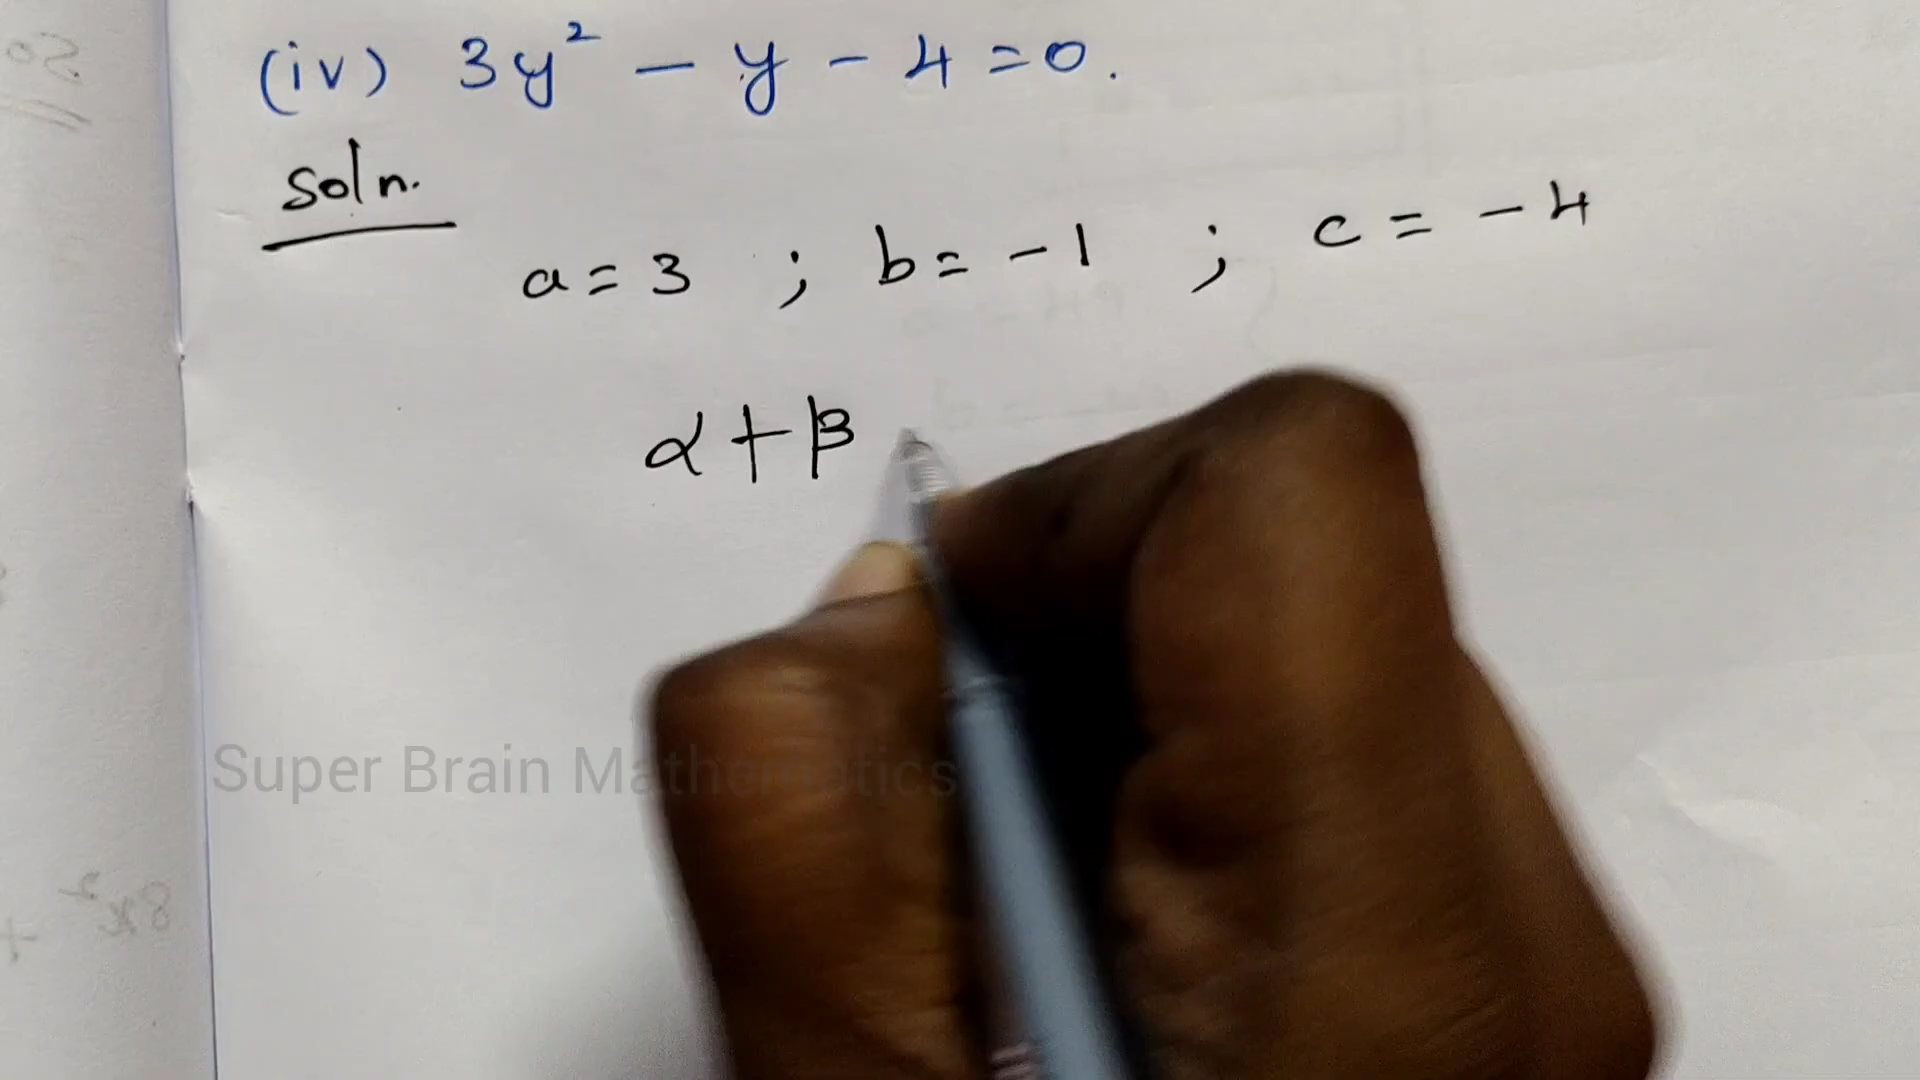 (iv) 3y² - y - 4 = 0.
Soln.
a = 3 ; b = -1 ; c = -4
α + β
Super Brain Mathematics